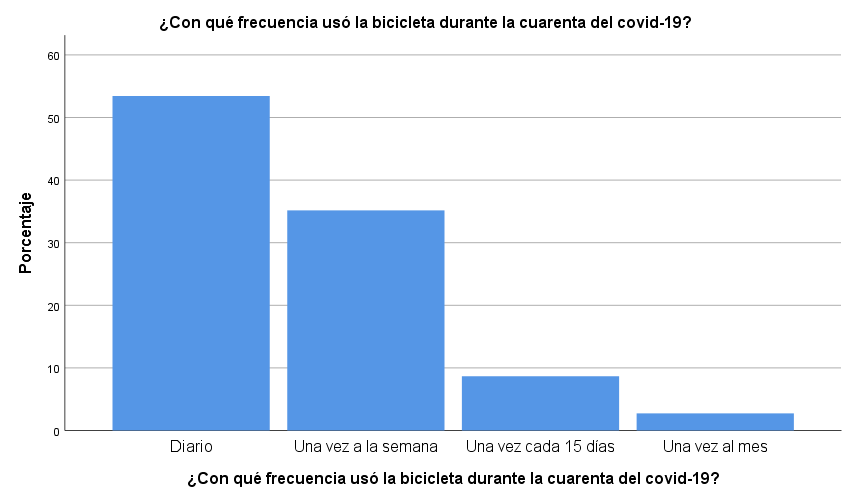 ¿Con qué frecuencia usó la bicicleta durante la cuarenta del covid-19?
60
50
40
30
20
10
0
Porcentaje
Diario
Una vez a la semana
Una vez cada 15 días
Una vez al mes
¿Con qué frecuencia usó la bicicleta durante la cuarenta del covid-19?